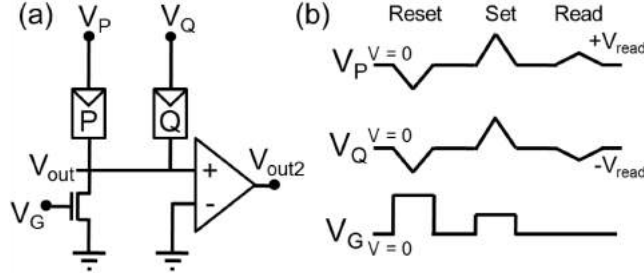 (a)
V_P
V_Q
P
Q
V_out
V_G
+
-
V_out2
(b)
Reset Set Read
V_P V = 0 +V_read
V_Q V = 0 -V_read
V_G V = 0